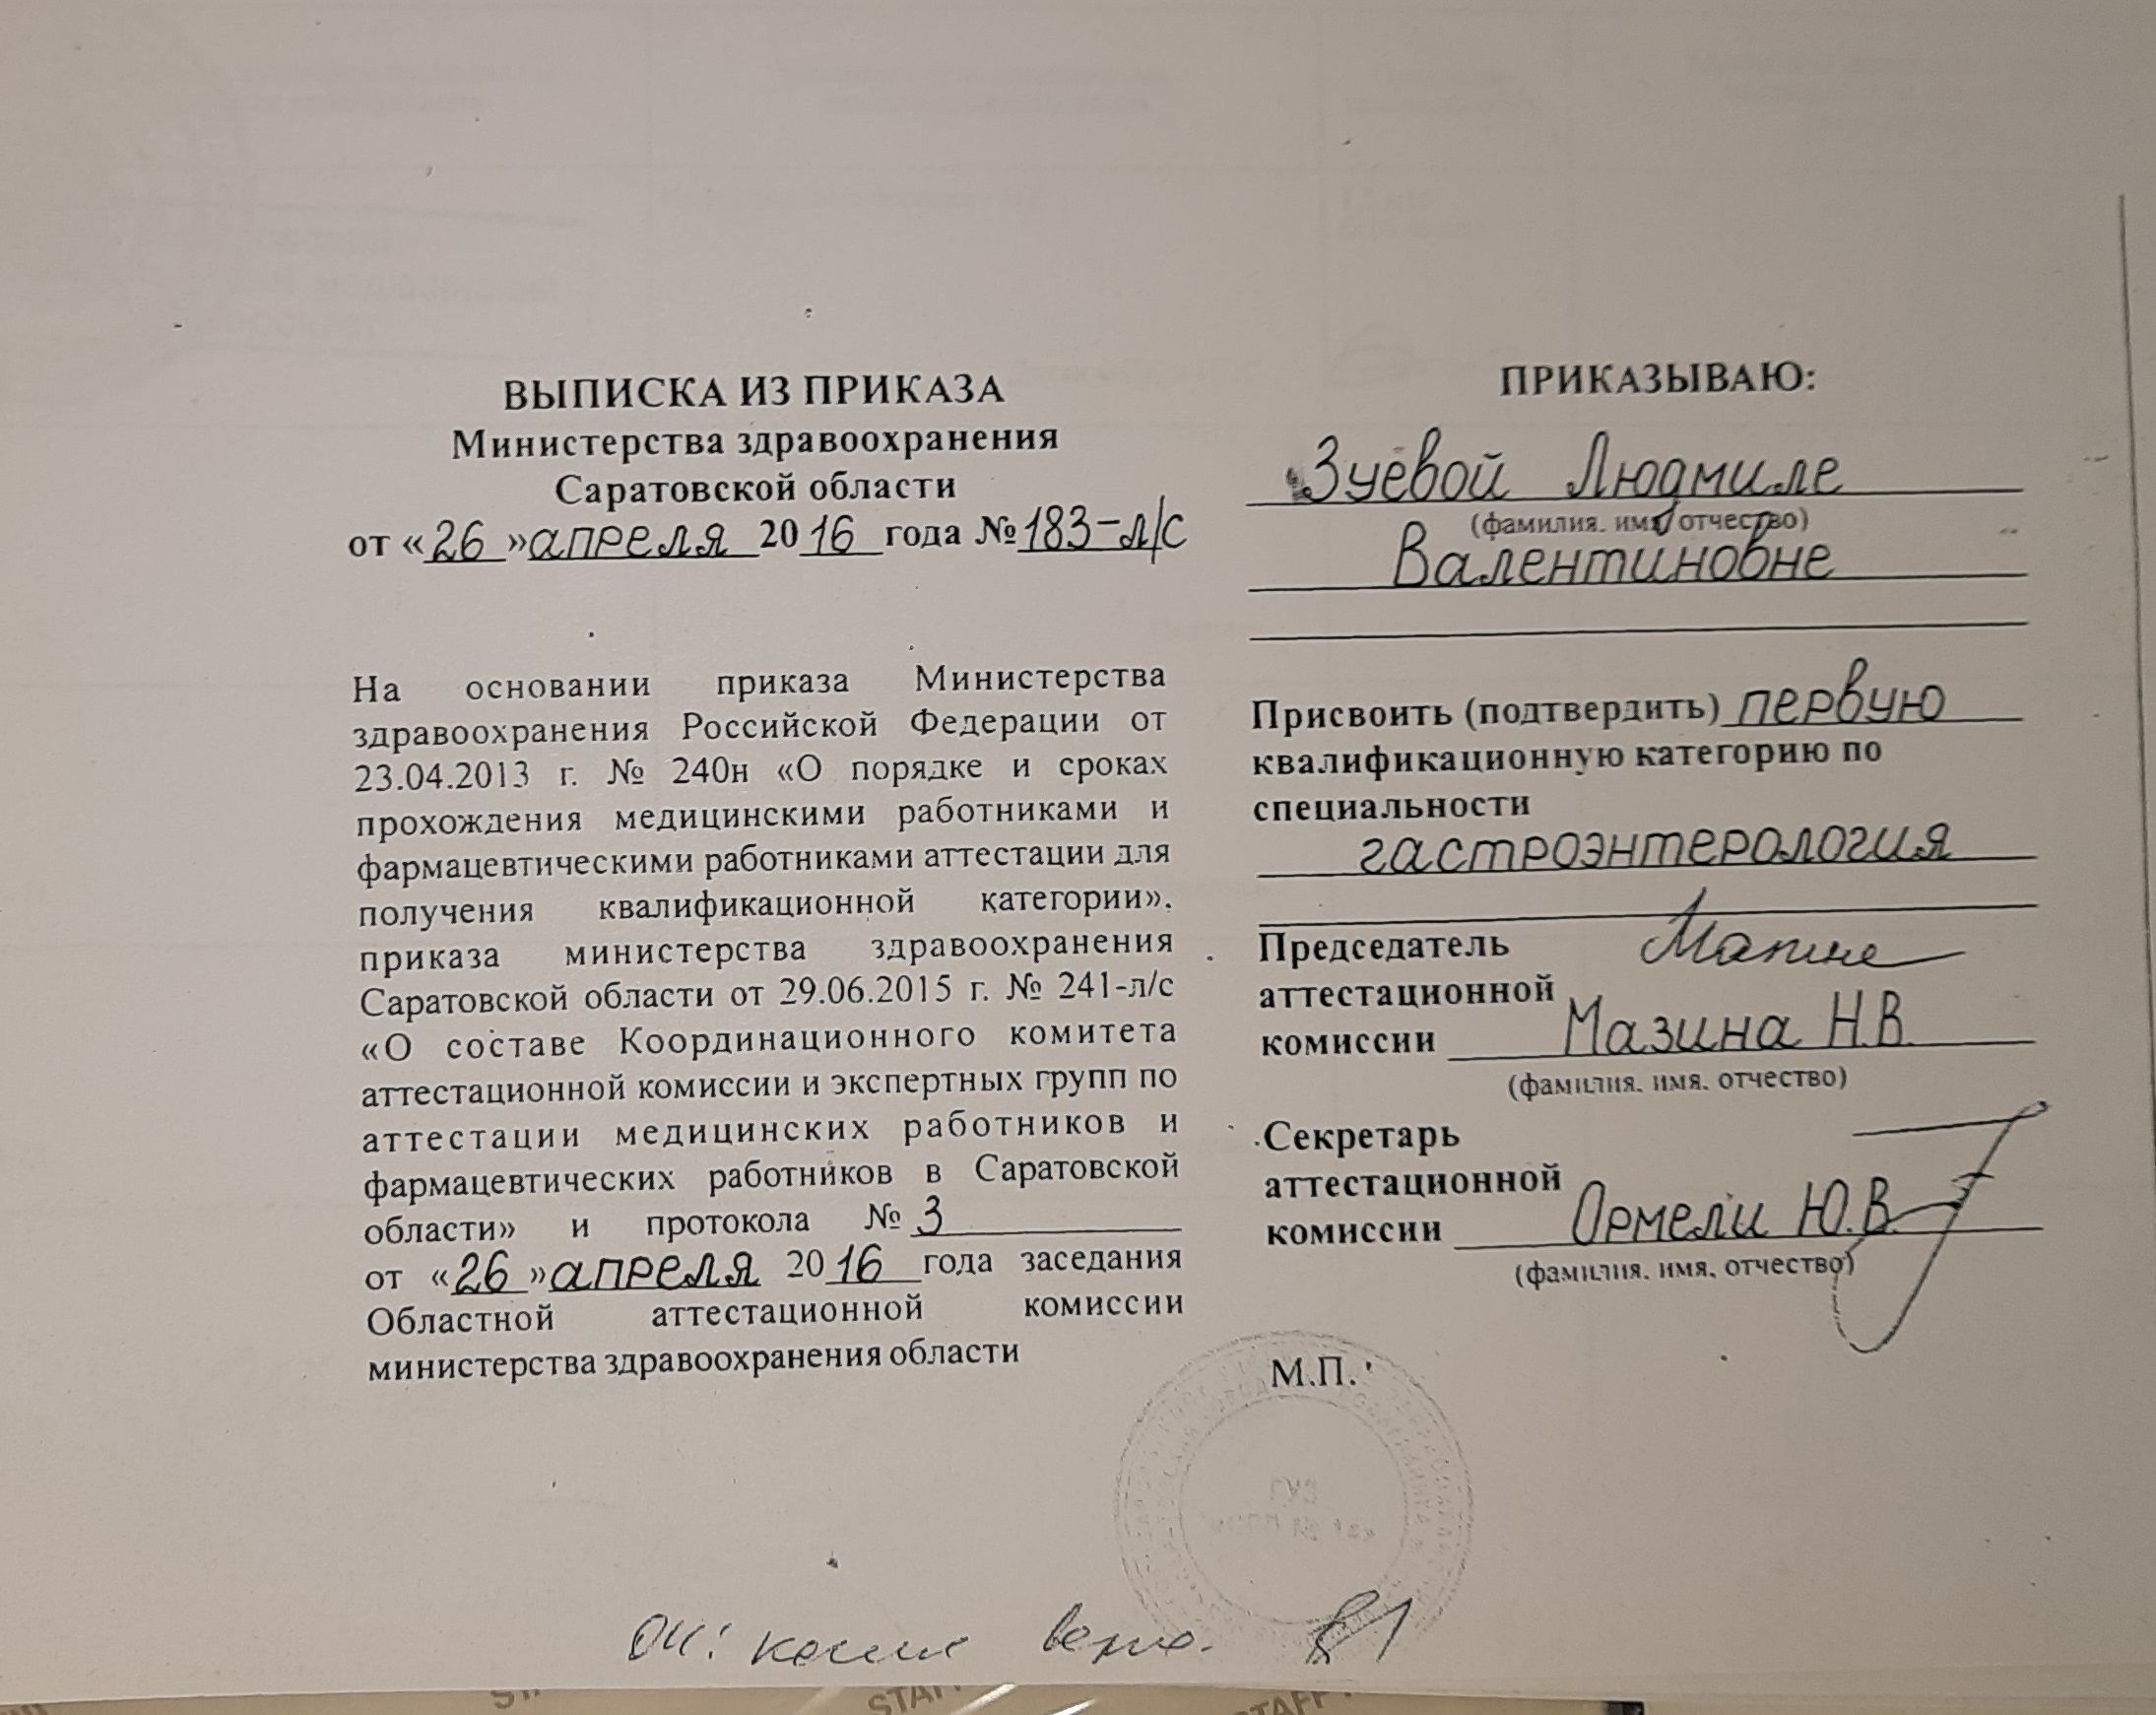 ВЫПИСКА ИЗ ПРИКАЗА
Министерства здравоохранения
Саратовской области
от «26»апреля 2016 года №183-л/с
На основании приказа Министерства
здравоохранения Российской Федерации от
23.04.2013 г. № 240н «О порядке и сроках
прохождения медицинскими работниками и
фармацевтическими работниками аттестации для
получения квалификационной категории»,
приказа министерства здравоохранения
Саратовской области от 29.06.2015 г. № 241-л/с
«О составе Координационного комитета
аттестационной комиссии и экспертных групп по
аттестации медицинских работников и
фармацевтических работников в Саратовской
области» и протокола № 3
от «26»апреля 2016 года заседания
Областной аттестационной комиссии
министерства здравоохранения области
ПРИКАЗЫВАЮ:
Зуевой Людмиле
(фамилия, имя, отчество)
Валентиновне
Присвоить (подтвердить) первую
квалификационную категорию по
специальности
гастроэнтерология
Председатель
аттестационной
комиссии Мазина Н.В.
(фамилия, имя, отчество)
Секретарь
аттестационной
комиссии Ормели Ю.В.
(фамилия, имя, отчество)
М.П.
ГУЗ
копия верна.
STAFF